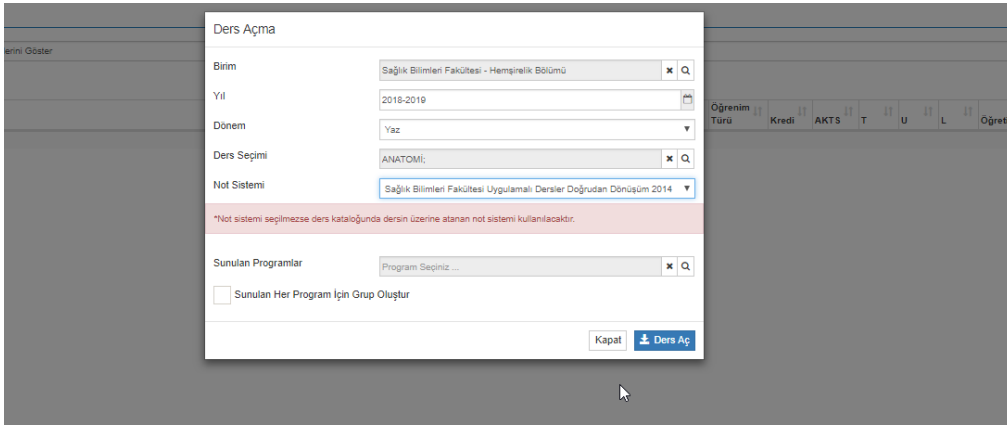 Ders Açma
erini Göster
Birim
Sağlık Bilimleri Fakültesi - Hemşirelik Bölümü
Yıl
2018-2019
Dönem
Yaz
Ders Seçimi
ANATOMİ;
Not Sistemi
Sağlık Bilimleri Fakültesi Uygulamalı Dersler Doğrudan Dönüşüm 2014
*Not sistemi seçilmezse ders kataloğunda dersin üzerine atanan not sistemi kullanılacaktır.
Sunulan Programlar
Program Seçiniz ...
Sunulan Her Program İçin Grup Oluştur
Kapat
Ders Aç
Öğrenim
Türü
Kredi
AKTS
T
U
L
Öğret